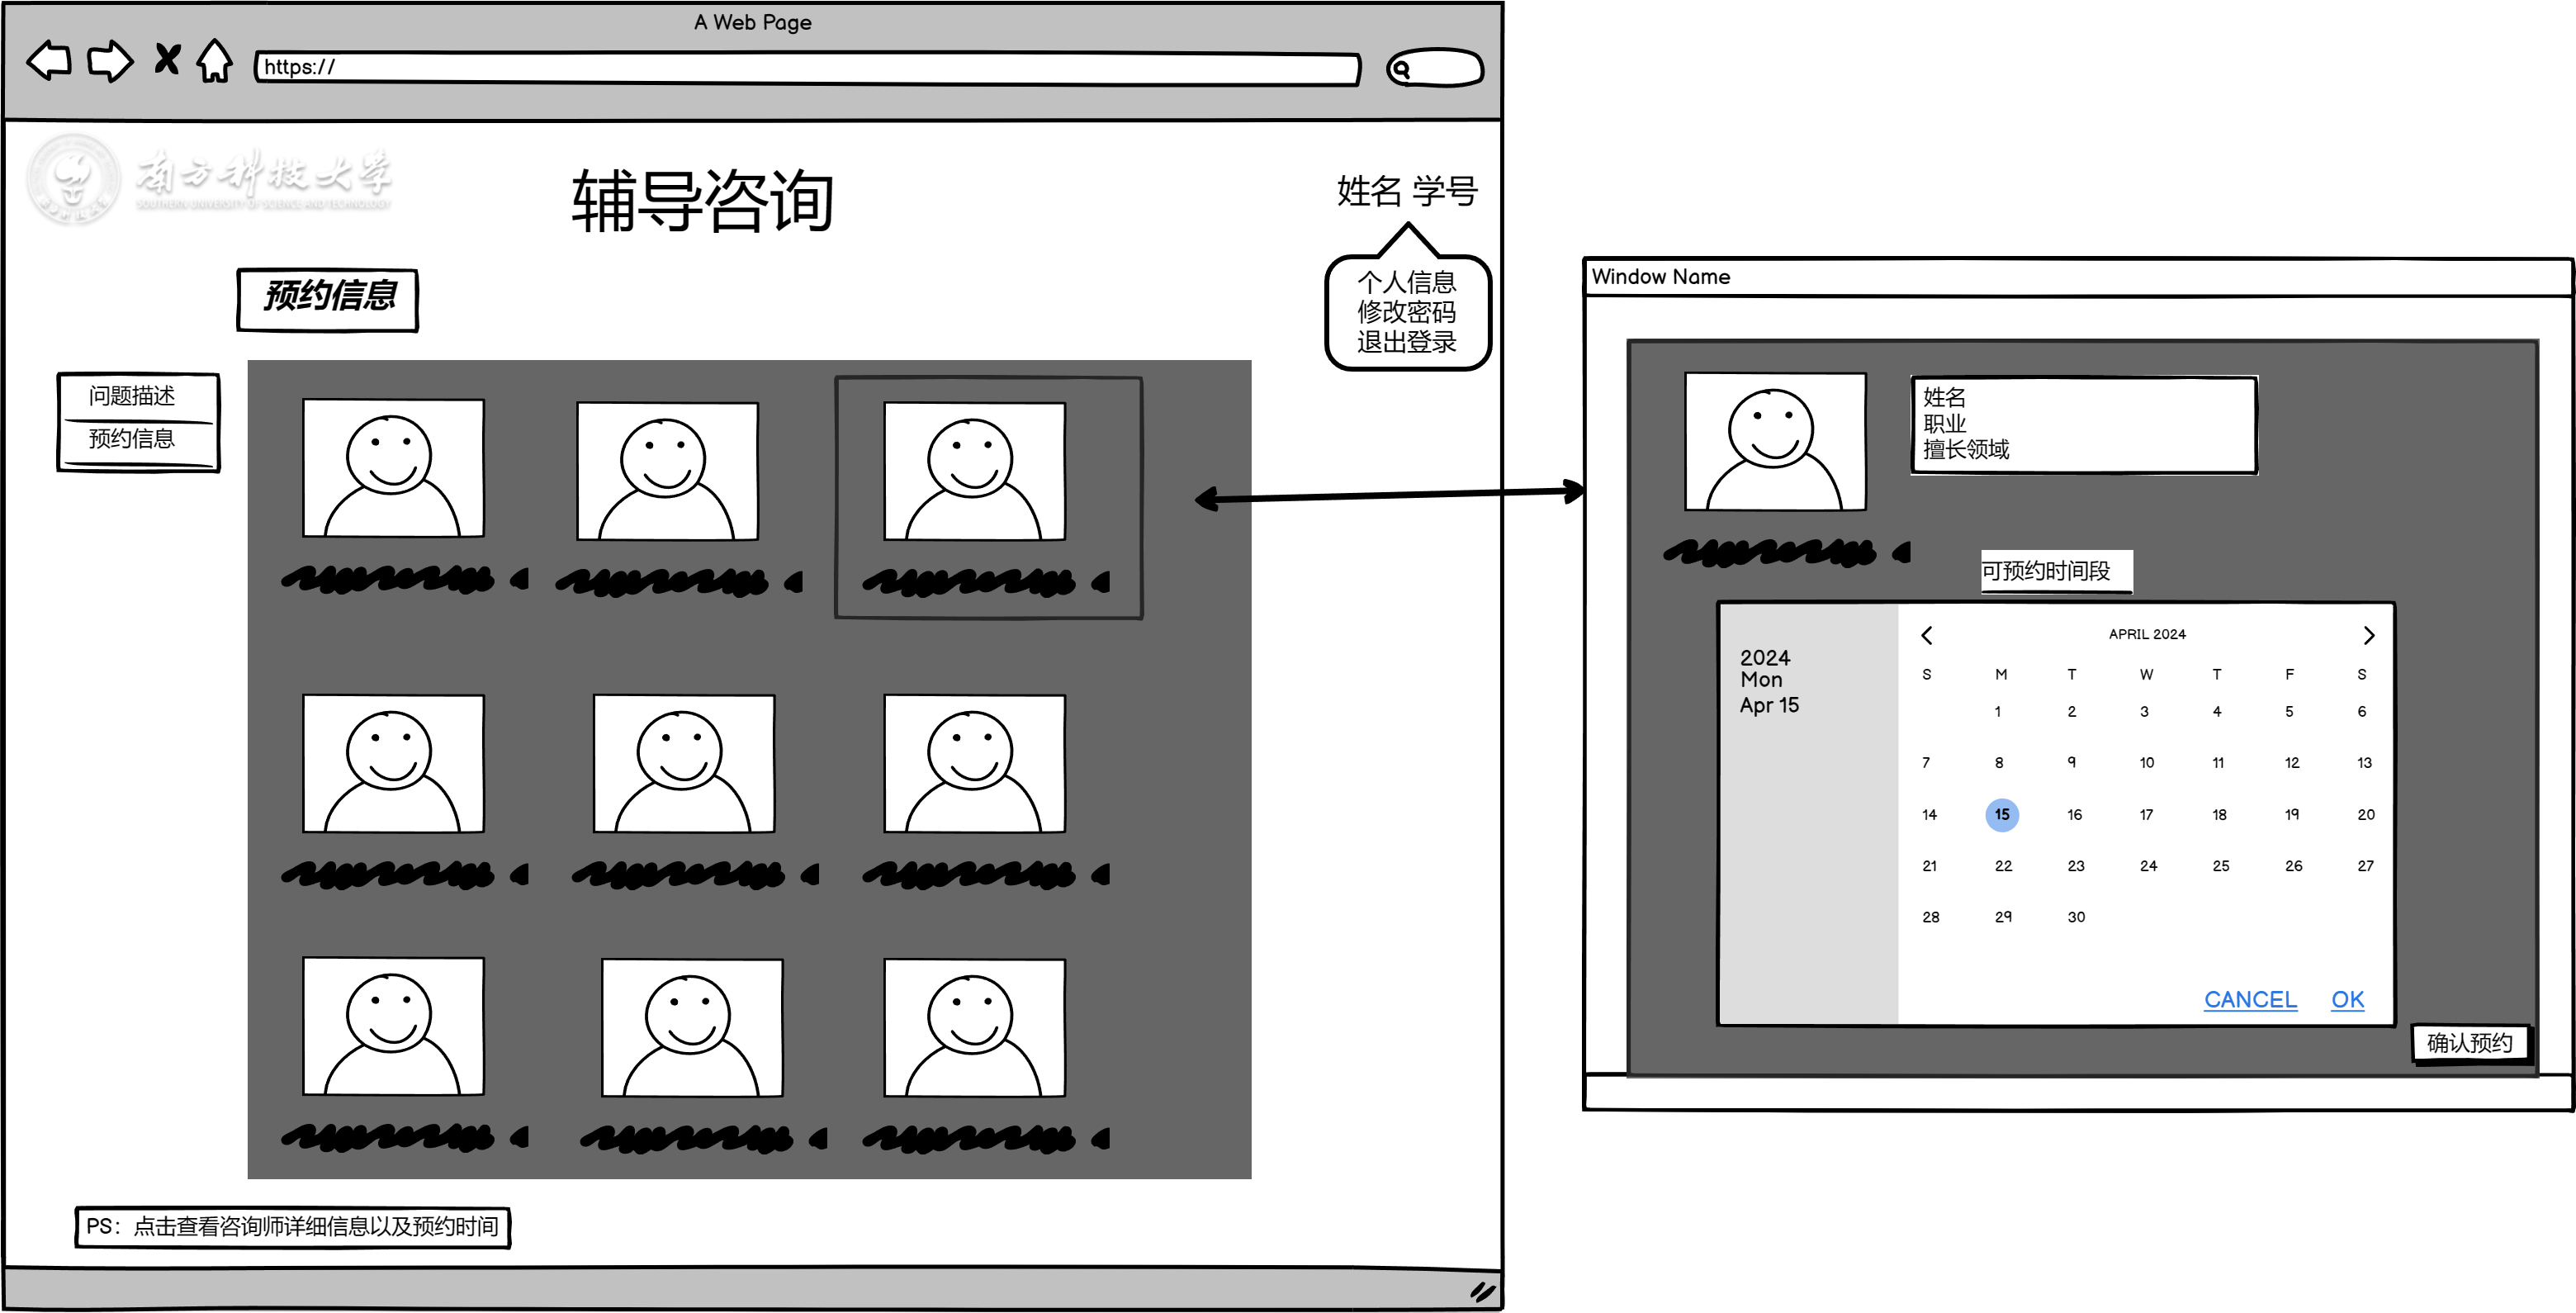 A Web Page
https://
南方科技大学
SOUTHERN UNIVERSITY OF SCIENCE AND TECHNOLOGY
辅导咨询
姓名 学号
个人信息
修改密码
退出登录
预约信息
问题描述
预约信息
PS：点击查看咨询师详细信息以及预约时间
Window Name
姓名
职业
擅长领域
可预约时间段
2024
Mon
Apr 15
APRIL 2024
S M T W T F S
1 2 3 4 5 6
7 8 9 10 11 12 13
14 15 16 17 18 19 20
21 22 23 24 25 26 27
28 29 30
CANCEL OK
确认预约